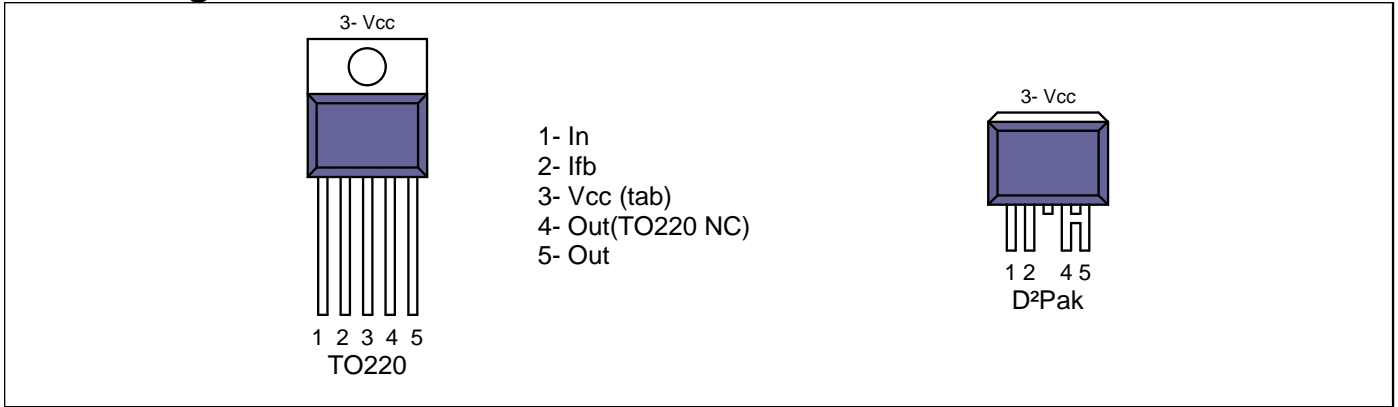 3- Vcc
1 2 3 4 5
TO220
1- In
2- Ifb
3- Vcc (tab)
4- Out(TO220 NC)
5- Out
3- Vcc
1 2 4 5
D²Pak